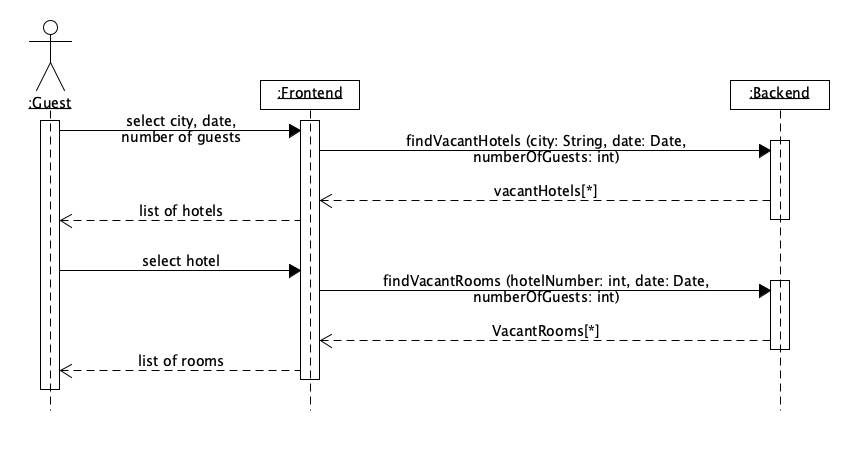 :Guest
:Frontend
:Backend
select city, date,
number of guests
findVacantHotels (city: String, date: Date,
numberOfGuests: int)
vacantHotels[*]
list of hotels
select hotel
findVacantRooms (hotelNumber: int, date: Date,
numberOfGuests: int)
VacantRooms[*]
list of rooms